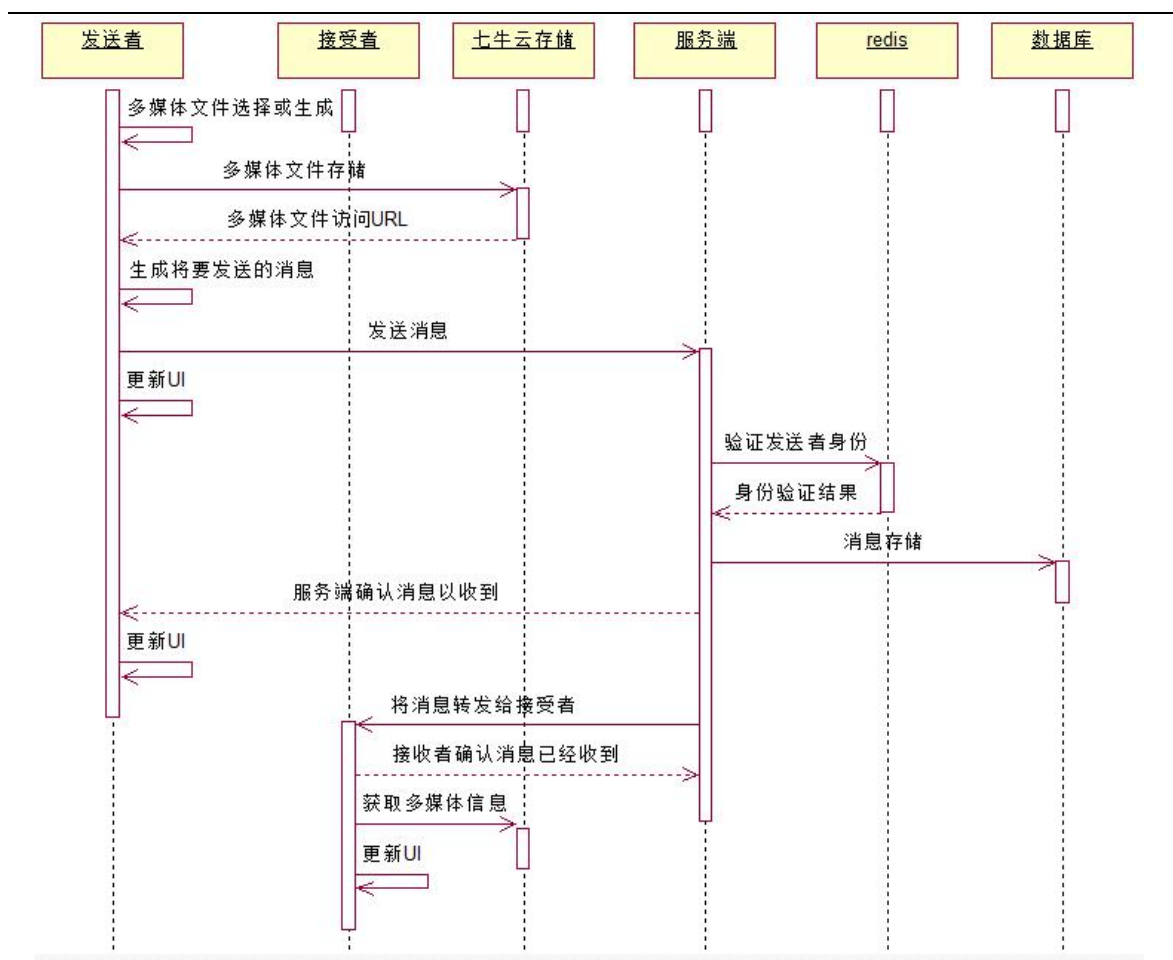 发送者
接受者
七牛云存储
服务端
redis
数据库
多媒体文件选择或生成
多媒体文件存储
多媒体文件访问URL
生成将要发送的消息
发送消息
更新UI
验证发送者身份
身份验证结果
消息存储
服务端确认消息以收到
更新UI
将消息转发给接受者
接收者确认消息已经收到
获取多媒体信息
更新UI